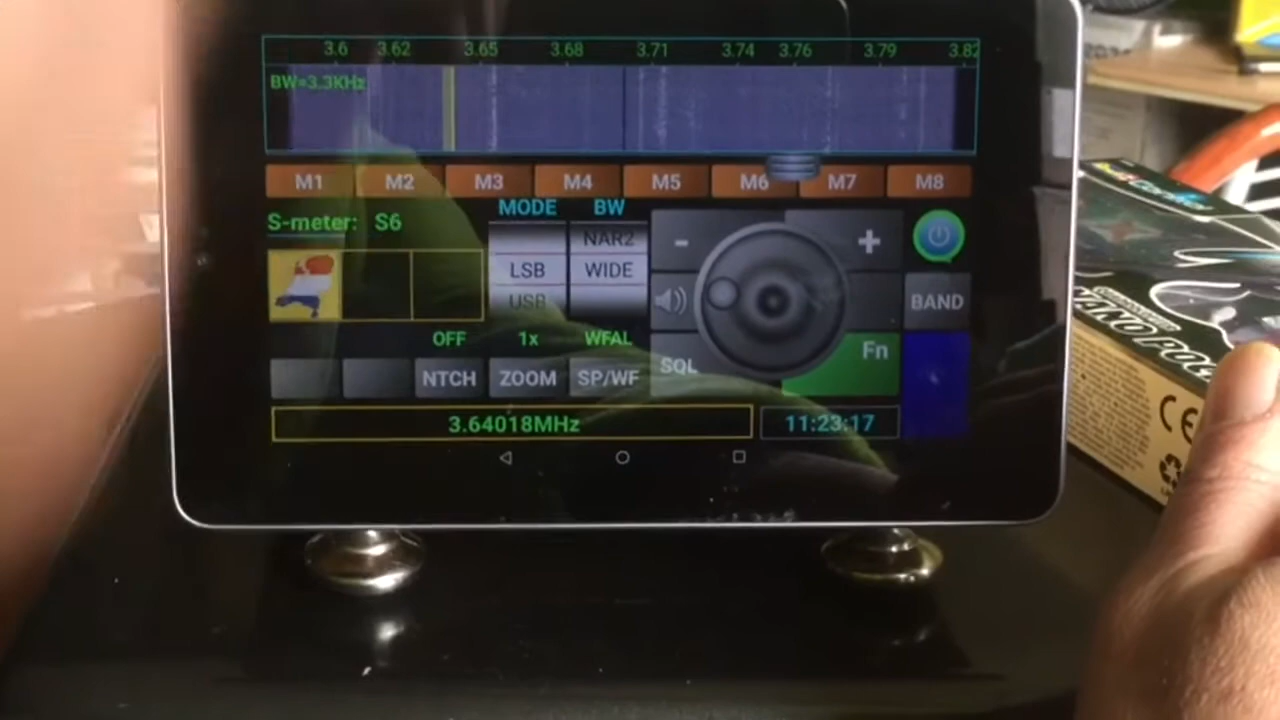 3.6 3.62 3.65 3.68 3.71 3.74 3.76 3.79 3.82
BW=3.3KHz
M1 M2 M3 M4 M5 M6 M7 M8
S-meter: S6
MODE BW
NAR2
LSB WIDE
USB
- +
BAND
OFF 1x WFAL
Fn
SQL
NTCH ZOOM SP/WF
3.64018MHz 11:23:17
CE